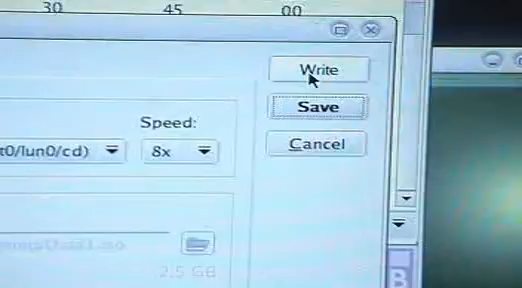 30 45 00
Write
Save
Speed:
t0/lun0/cd) 8x
Cancel
2.5 GB
B